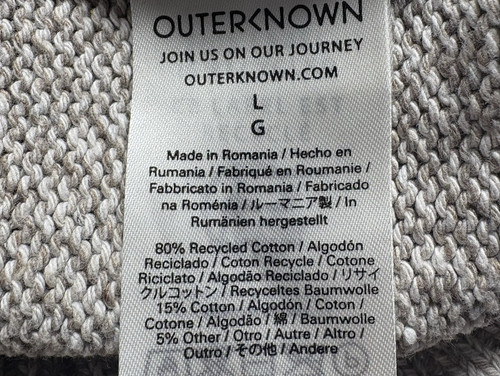 OUTERKNOWN
JOIN US ON OUR JOURNEY
OUTERKNOWN.COM
L
G
Made in Romania / Hecho en
Rumania / Fabriqué en Roumanie /
Fabbricato in Romania / Fabricado
na Roménia / ルーマニア製 / In
Rumänien hergestellt
80% Recycled Cotton / Algodón
Reciclado / Coton Recycle / Cotone
Riciclato / Algodão Reciclado / リサイ
クルコットン / Recyceltes Baumwolle
15% Cotton / Algodón / Coton /
Cotone / Algodão / 綿 / Baumwolle
5% Other / Otro / Autre / Altro /
Outro / その他 / Andere